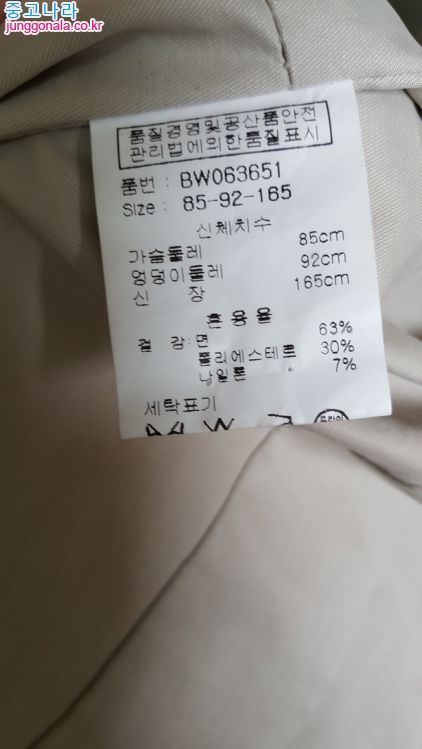 중고나라
junggonala.co.kr
품질경영및공산품안전
관리법에의한품질표시
품번 : BW063651
Size : 85-92-165
신체치수
가슴둘레 85cm
엉덩이둘레 92cm
신 장 165cm
혼용율
겉 감:면 63%
폴리에스테르 30%
나일론 7%
세탁표기